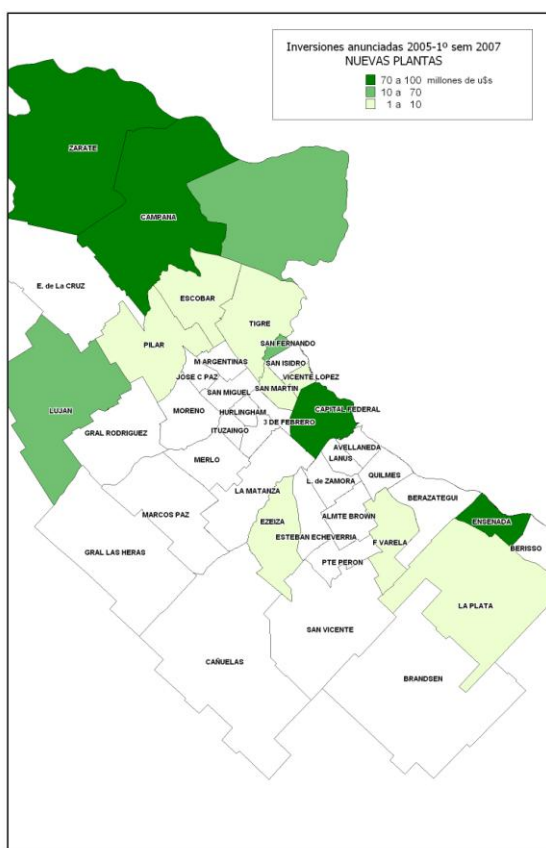 Inversiones anunciadas 2005-1º sem 2007
NUEVAS PLANTAS
70 a 100 millones de u$s
10 a 70
1 a 10
ZARATE
CAMPANA
E. de La CRUZ
ESCOBAR
TIGRE
PILAR
SAN FERNANDO
M ARGENTINAS
SAN ISIDRO
JOSE C PAZ
VICENTE LOPEZ
SAN MIGUEL
SAN MARTIN
LUJAN
MORENO
HURLINGHAM
CAPITAL FEDERAL
GRAL RODRIGUEZ
ITUZAINGO
3 DE FEBRERO
AVELLANEDA
MERLO
LANUS
QUILMES
L. de ZAMORA
LA MATANZA
BERAZATEGUI
MARCOS PAZ
ALMTE BROWN
EZEIZA
ENSENADA
ESTEBAN ECHEVERRIA
F VARELA
BERISSO
GRAL LAS HERAS
PTE PERON
LA PLATA
SAN VICENTE
CAÑUELAS
BRANDSEN